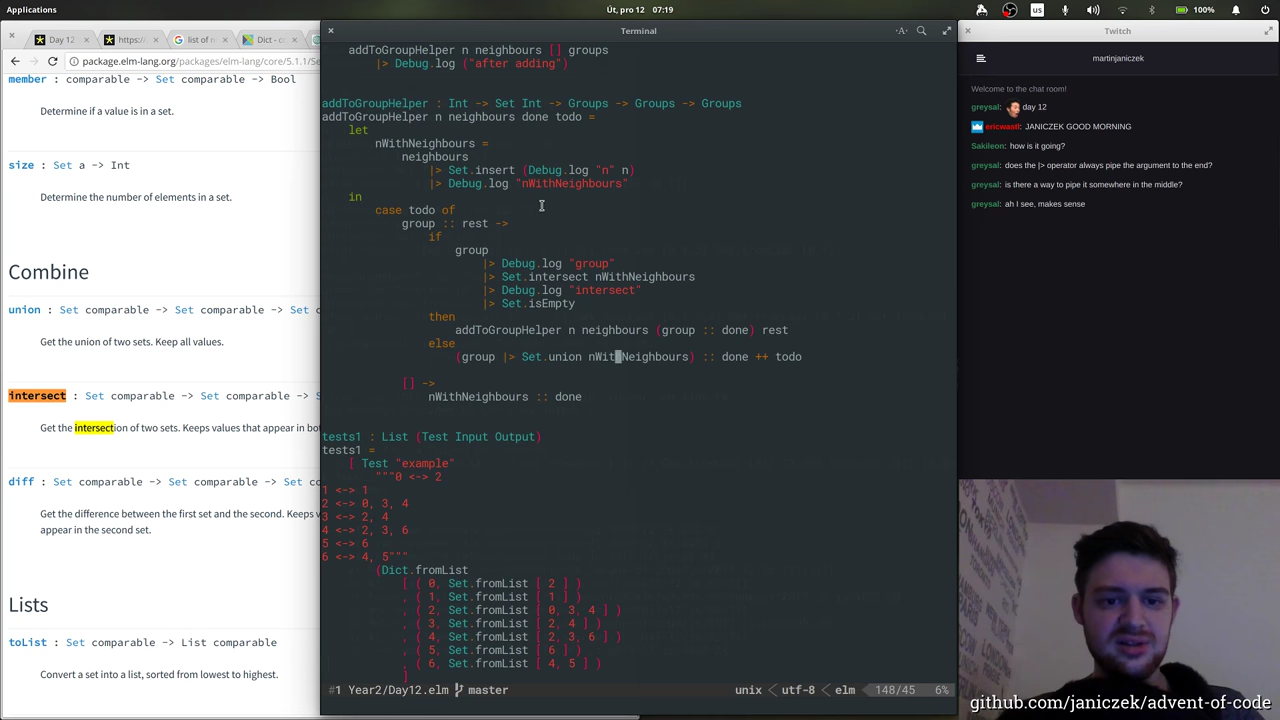 Applications
Út, pro 12 07:19
us
100%
Day 12
https:/
list of n
Dict - co
package.elm-lang.org/packages/elm-lang/core/5.1.1/Se
member : comparable -> Set comparable -> Bool
Determine if a value is in a set.
size : Set a -> Int
Determine the number of elements in a set.
Combine
union : Set comparable -> Set comparable -> Set c
Get the union of two sets. Keep all values.
intersect : Set comparable -> Set comparable -> S
Get the intersection of two sets. Keeps values that appear in bot
diff : Set comparable -> Set comparable -> Set co
Get the difference between the first set and the second. Keeps v
appear in the second set.
Lists
toList : Set comparable -> List comparable
Convert a set into a list, sorted from lowest to highest.
Terminal
addToGroupHelper n neighbours [] groups
|> Debug.log ("after adding")
addToGroupHelper : Int -> Set Int -> Groups -> Groups -> Groups
addToGroupHelper n neighbours done todo =
let
nWithNeighbours =
neighbours
|> Set.insert (Debug.log "n" n)
|> Debug.log "nWithNeighbours"
in
case todo of
group :: rest ->
if
group
|> Debug.log "group"
|> Set.intersect nWithNeighbours
|> Debug.log "intersect"
|> Set.isEmpty
then
addToGroupHelper n neighbours (group :: done) rest
else
(group |> Set.union nWithNeighbours) :: done ++ todo
[] ->
nWithNeighbours :: done
tests1 : List (Test Input Output)
tests1 =
[ Test "example"
"""0 <-> 2
1 <-> 1
2 <-> 0, 3, 4
3 <-> 2, 4
4 <-> 2, 3, 6
5 <-> 6
6 <-> 4, 5"""
(Dict.fromList
[ ( 0, Set.fromList [ 2 ] )
, ( 1, Set.fromList [ 1 ] )
, ( 2, Set.fromList [ 0, 3, 4 ] )
, ( 3, Set.fromList [ 2, 4 ] )
, ( 4, Set.fromList [ 2, 3, 6 ] )
, ( 5, Set.fromList [ 6 ] )
, ( 6, Set.fromList [ 4, 5 ] )
]
#1 Year2/Day12.elm master
unix < utf-8 < elm 148/45 6%
Twitch
martinjaniczek
Welcome to the chat room!
greysal: day 12
ericwastl: JANICZEK GOOD MORNING
Sakileon: how is it going?
greysal: does the |> operator always pipe the argument to the end?
greysal: is there a way to pipe it somewhere in the middle?
greysal: ah I see, makes sense
github.com/janiczek/advent-of-code